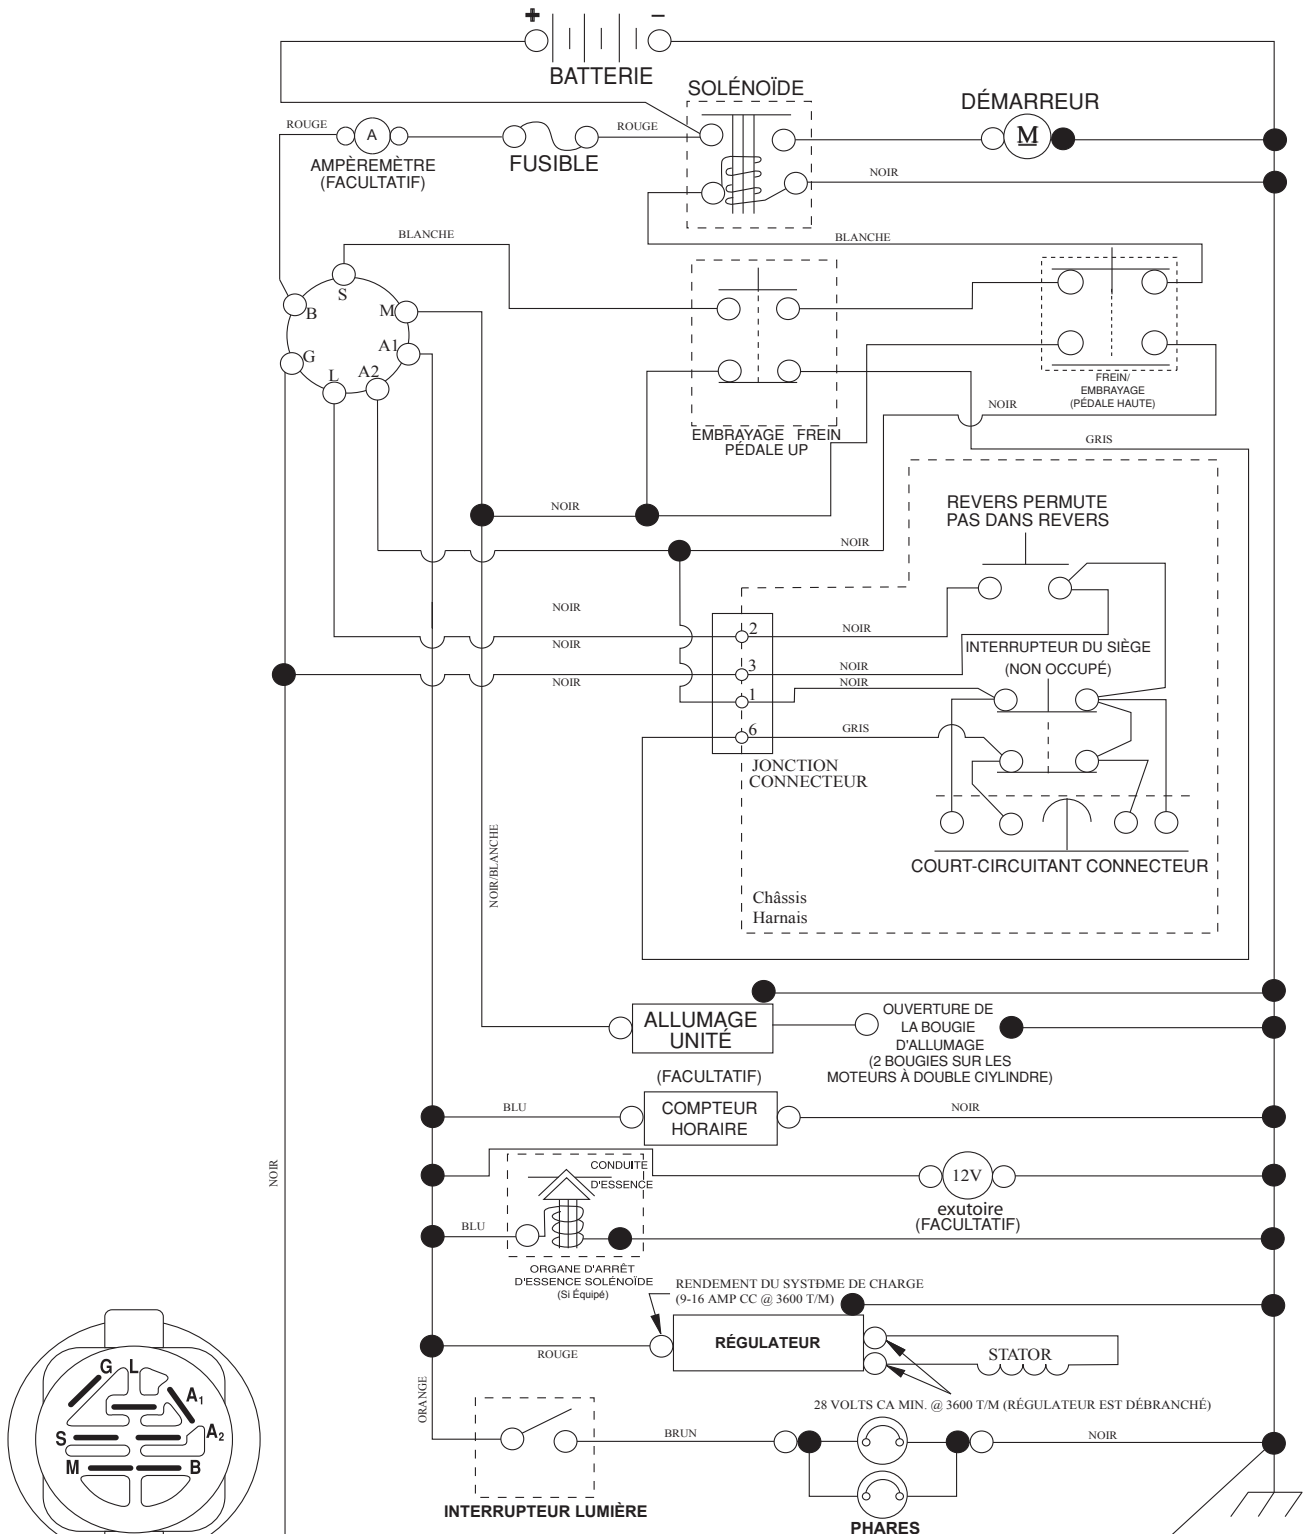 + –
BATTERIE
SOLÉNOÏDE
DÉMARREUR
ROUGE
A
ROUGE
M
AMPÈREMÈTRE
(FACULTATIF)
FUSIBLE
NOIR
BLANCHE
BLANCHE
S
B
M
G
A1
L
A2
FREIN/
EMBRAYAGE
(PÉDALE HAUTE)
NOIR
EMBRAYAGE FREIN
PÉDALE UP
GRIS
REVERS PERMUTE
PAS DANS REVERS
NOIR
NOIR
NOIR
2
NOIR
NOIR
INTERRUPTEUR DU SIÈGE
(NON OCCUPÉ)
3
NOIR
NOIR
NOIR
1
6
GRIS
JONCTION
CONNECTEUR
NOIR/BLANCHE
COURT-CIRCUITANT CONNECTEUR
Châssis
Harnais
ALLUMAGE
UNITÉ
OUVERTURE DE
LA BOUGIE
D'ALLUMAGE
(2 BOUGIES SUR LES
MOTEURS À DOUBLE CIYLINDRE)
(FACULTATIF)
BLU
COMPTEUR
HORAIRE
NOIR
NOIR
CONDUITE
D'ESSENCE
12V
exutoire
(FACULTATIF)
BLU
ORGANE D'ARRÊT
D'ESSENCE SOLÉNOÏDE
(Si Équipé)
RENDEMENT DU SYSTÐME DE CHARGE
(9-16 AMP CC @ 3600 T/M)
RÉGULATEUR
ROUGE
STATOR
ORANGE
28 VOLTS CA MIN. @ 3600 T/M (RÉGULATEUR EST DÉBRANCHÉ)
G L
A1
S
A2
M
B
BRUN
NOIR
INTERRUPTEUR LUMIÈRE
PHARES